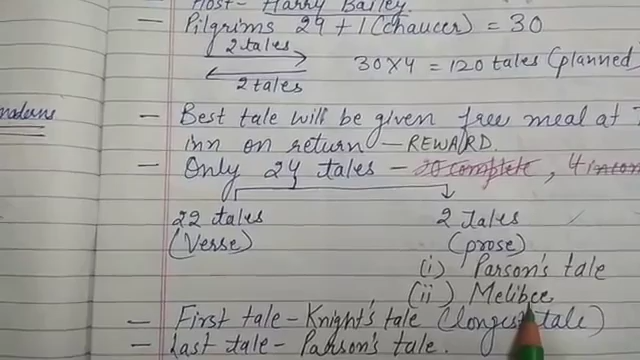 Host- Harry Bailey.
- Pilgrims 29 + 1 (chaucer) = 30
2 tales
2 tales
30x4 = 120 tales (planned
- Best tale will be given free meal at
inn on return - REWARD.
- Only 24 tales - 20 complete, 4
22 tales
(Verse)
2 Tales
(prose)
(i) Parson's tale
(ii) Melibee
- First tale - Knight's tale (longest tale)
- Last tale - Parson's tale.